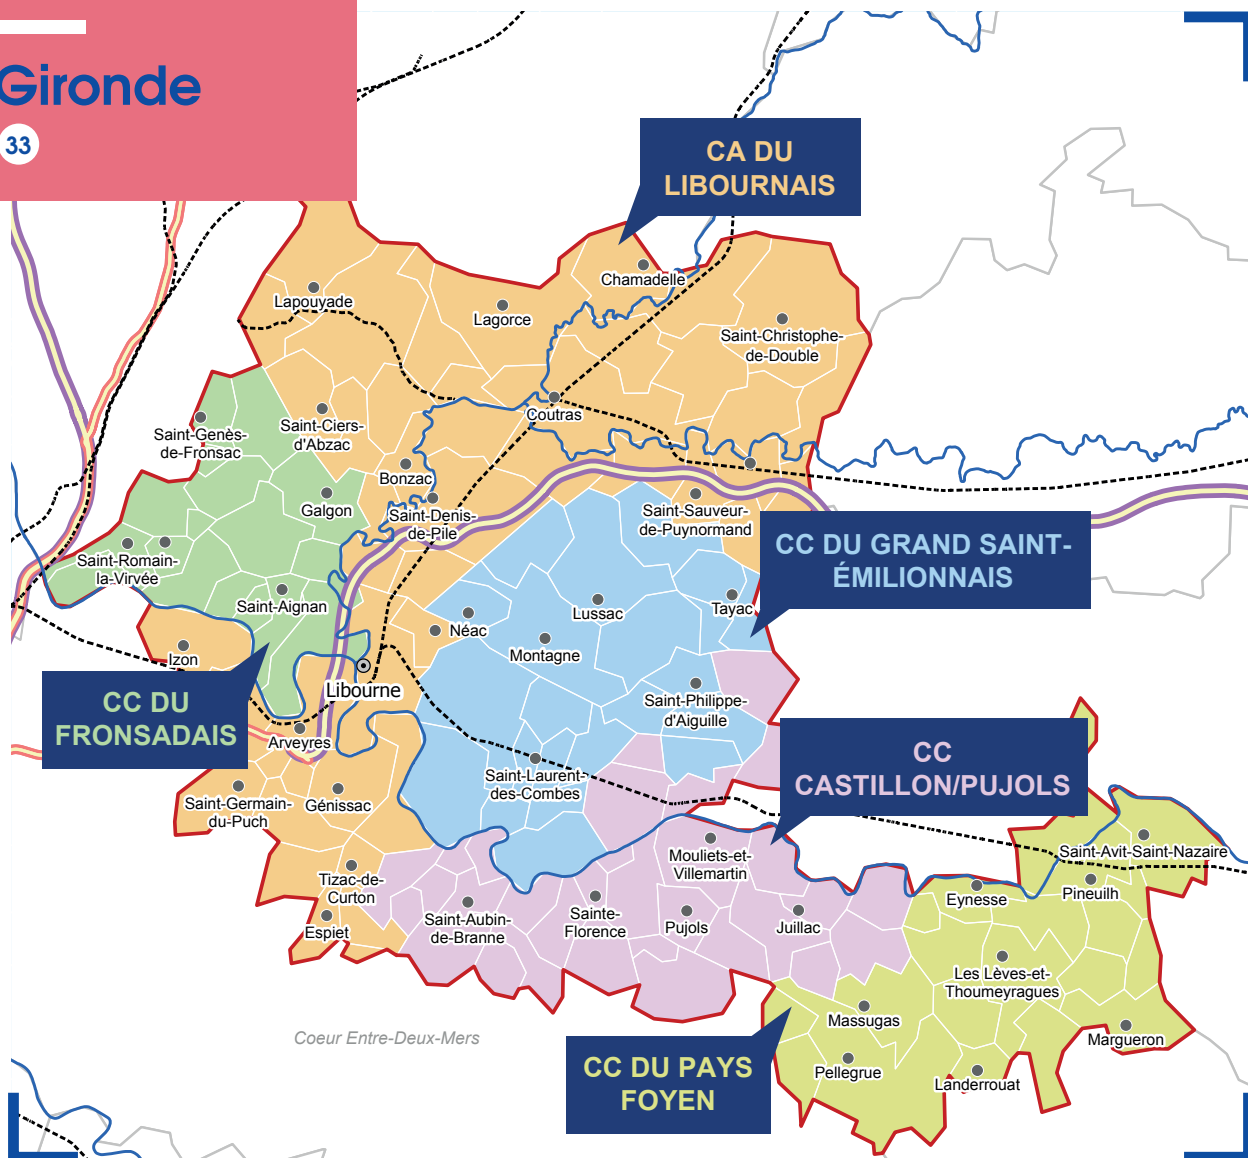 Gironde
33
CA DU
LIBOURNAIS
Chamadelle
Lapouyade
Lagorce
Saint-Christophe-
de-Double
Coutras
Saint-Ciers-
d'Abzac
Saint-Genès-
de-Fronsac
Bonzac
Galgon
Saint-Denis-
de-Pile
Saint-Sauveur-
de-Puynormand
CC DU GRAND SAINT-
ÉMILIONNAIS
Saint-Romain-
la-Virvée
Saint-Aignan
Lussac
Tayac
Néac
Montagne
Izon
Libourne
Saint-Philippe-
d'Aiguille
CC DU
FRONSADAIS
Arveyres
CC
CASTILLON/PUJOLS
Saint-Laurent-
des-Combes
Saint-Germain-
du-Puch
Génissac
Mouliets-et-
Villemartin
Saint-Avit-Saint-Nazaire
Tizac-de-
Curton
Eynesse
Pineuilh
Saint-Aubin-
de-Branne
Sainte-
Florence
Pujols
Juillac
Espiet
Les Lèves-et-
Thoumeyragues
Massugas
Margueron
Coeur Entre-Deux-Mers
CC DU PAYS
FOYEN
Pellegrue
Landerrouat